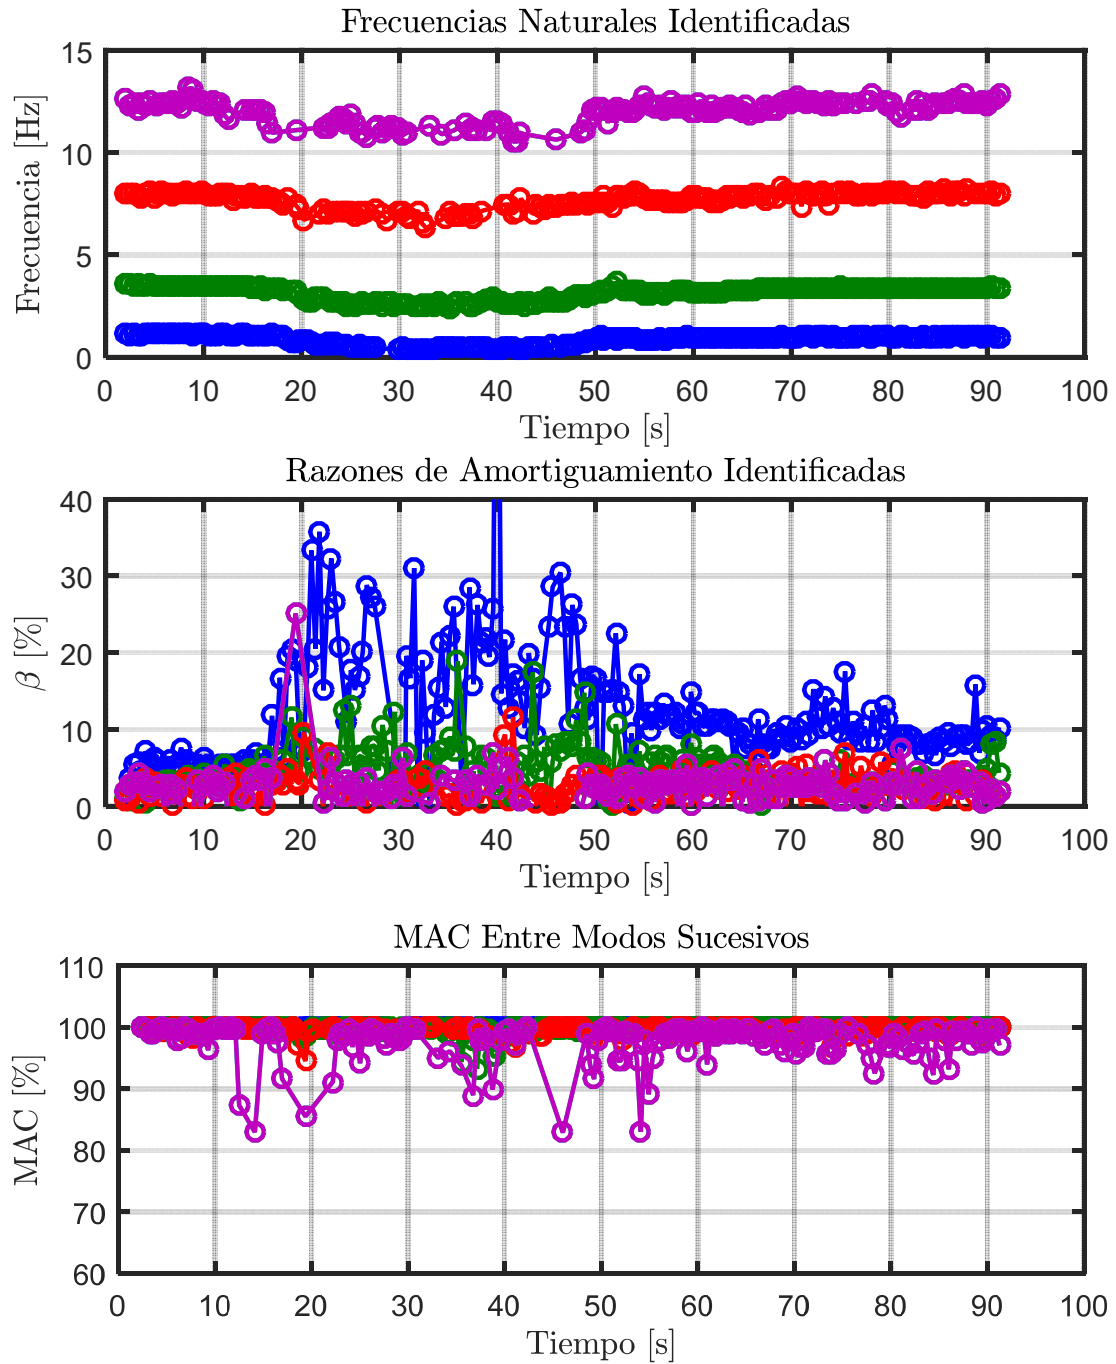 Frecuencias Naturales Identificadas
Frecuencia [Hz]
15
10
5
0
0 10 20 30 40 50 60 70 80 90 100
Tiempo [s]
Razones de Amortiguamiento Identificadas
β [%]
40
30
20
10
0
0 10 20 30 40 50 60 70 80 90 100
Tiempo [s]
MAC Entre Modos Sucesivos
MAC [%]
110
100
90
80
70
60
0 10 20 30 40 50 60 70 80 90 100
Tiempo [s]